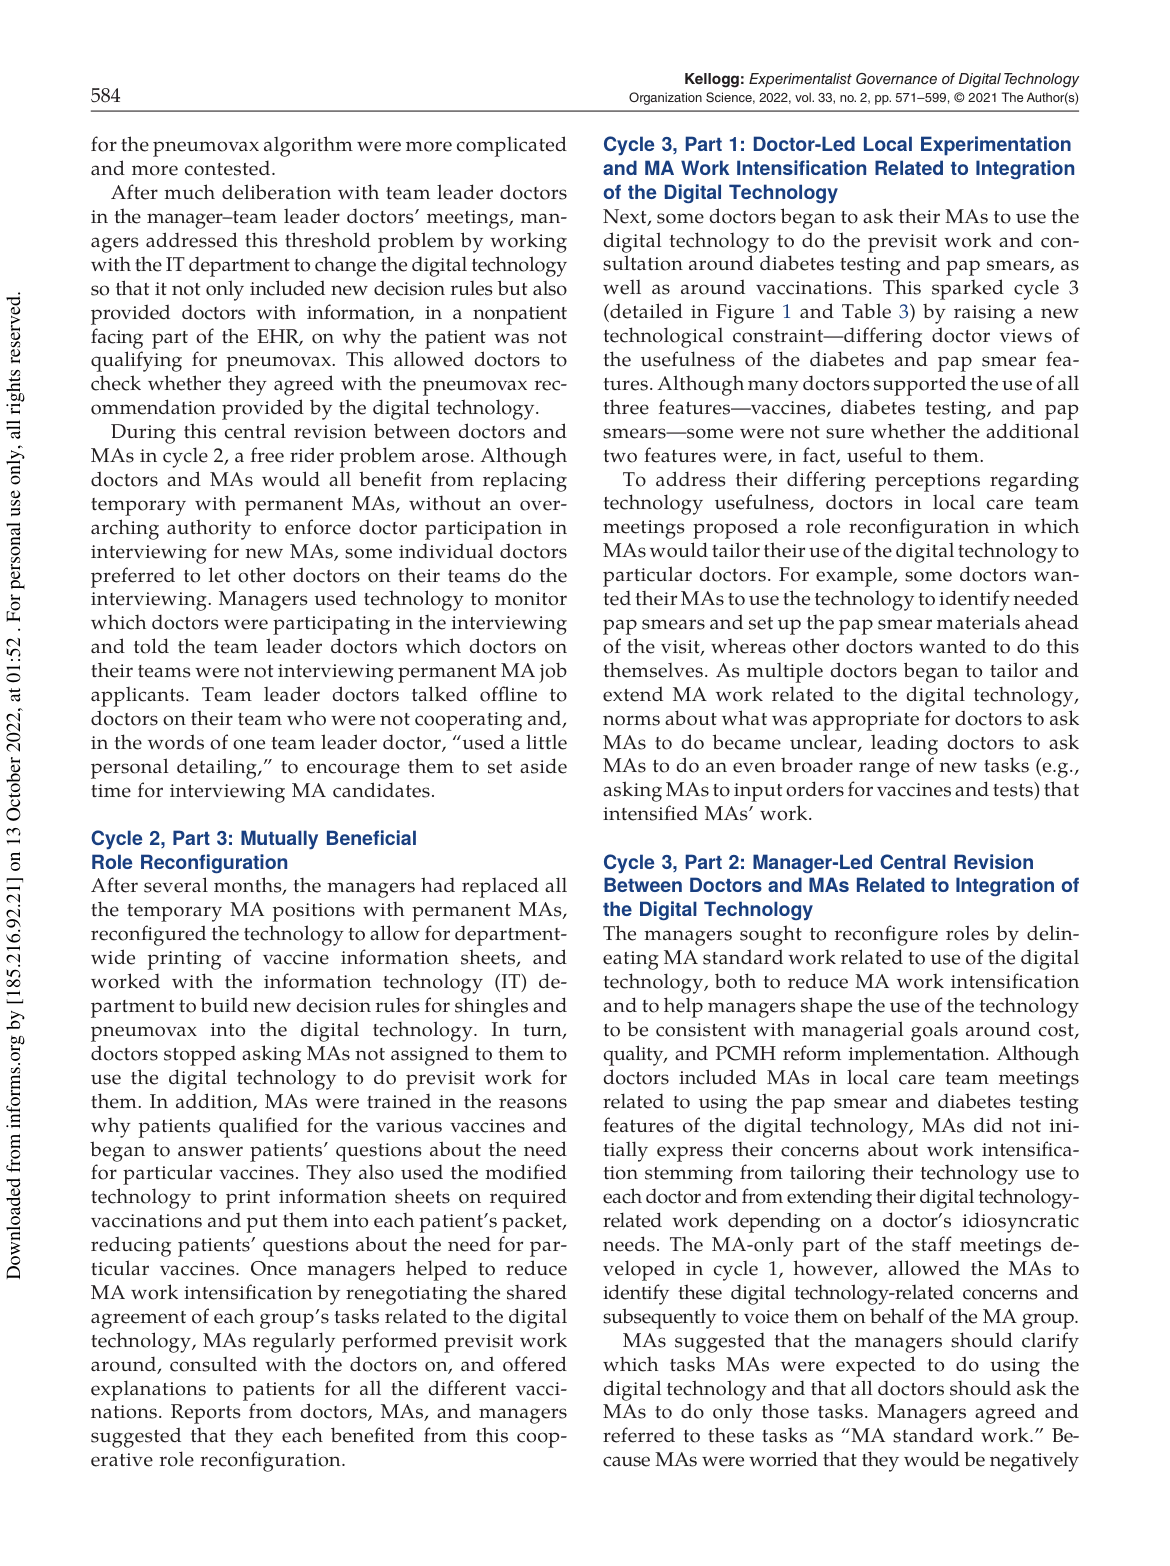 584
Kellogg: Experimentalist Governance of Digital Technology
Organization Science, 2022, vol. 33, no. 2, pp. 571–599, © 2021 The Author(s)
for the pneumovax algorithm were more complicated
and more contested.
After much deliberation with team leader doctors
in the manager–team leader doctors’ meetings, man-
agers addressed this threshold problem by working
with the IT department to change the digital technology
so that it not only included new decision rules but also
provided doctors with information, in a nonpatient
facing part of the EHR, on why the patient was not
qualifying for pneumovax. This allowed doctors to
check whether they agreed with the pneumovax rec-
ommendation provided by the digital technology.
During this central revision between doctors and
MAs in cycle 2, a free rider problem arose. Although
doctors and MAs would all benefit from replacing
temporary with permanent MAs, without an over-
arching authority to enforce doctor participation in
interviewing for new MAs, some individual doctors
preferred to let other doctors on their teams do the
interviewing. Managers used technology to monitor
which doctors were participating in the interviewing
and told the team leader doctors which doctors on
their teams were not interviewing permanent MA job
applicants. Team leader doctors talked offline to
doctors on their team who were not cooperating and,
in the words of one team leader doctor, “used a little
personal detailing,” to encourage them to set aside
time for interviewing MA candidates.
Cycle 2, Part 3: Mutually Beneficial
Role Reconfiguration
After several months, the managers had replaced all
the temporary MA positions with permanent MAs,
reconfigured the technology to allow for department-
wide printing of vaccine information sheets, and
worked with the information technology (IT) de-
partment to build new decision rules for shingles and
pneumovax into the digital technology. In turn,
doctors stopped asking MAs not assigned to them to
use the digital technology to do previsit work for
them. In addition, MAs were trained in the reasons
why patients qualified for the various vaccines and
began to answer patients’ questions about the need
for particular vaccines. They also used the modified
technology to print information sheets on required
vaccinations and put them into each patient’s packet,
reducing patients’ questions about the need for par-
ticular vaccines. Once managers helped to reduce
MA work intensification by renegotiating the shared
agreement of each group’s tasks related to the digital
technology, MAs regularly performed previsit work
around, consulted with the doctors on, and offered
explanations to patients for all the different vacci-
nations. Reports from doctors, MAs, and managers
suggested that they each benefited from this coop-
erative role reconfiguration.
Cycle 3, Part 1: Doctor-Led Local Experimentation
and MA Work Intensification Related to Integration
of the Digital Technology
Next, some doctors began to ask their MAs to use the
digital technology to do the previsit work and con-
sultation around diabetes testing and pap smears, as
well as around vaccinations. This sparked cycle 3
(detailed in Figure 1 and Table 3) by raising a new
technological constraint—differing doctor views of
the usefulness of the diabetes and pap smear fea-
tures. Although many doctors supported the use of all
three features—vaccines, diabetes testing, and pap
smears—some were not sure whether the additional
two features were, in fact, useful to them.
To address their differing perceptions regarding
technology usefulness, doctors in local care team
meetings proposed a role reconfiguration in which
MAs would tailor their use of the digital technology to
particular doctors. For example, some doctors wan-
ted their MAs to use the technology to identify needed
pap smears and set up the pap smear materials ahead
of the visit, whereas other doctors wanted to do this
themselves. As multiple doctors began to tailor and
extend MA work related to the digital technology,
norms about what was appropriate for doctors to ask
MAs to do became unclear, leading doctors to ask
MAs to do an even broader range of new tasks (e.g.,
asking MAs to input orders for vaccines and tests) that
intensified MAs’ work.
Cycle 3, Part 2: Manager-Led Central Revision
Between Doctors and MAs Related to Integration of
the Digital Technology
The managers sought to reconfigure roles by delin-
eating MA standard work related to use of the digital
technology, both to reduce MA work intensification
and to help managers shape the use of the technology
to be consistent with managerial goals around cost,
quality, and PCMH reform implementation. Although
doctors included MAs in local care team meetings
related to using the pap smear and diabetes testing
features of the digital technology, MAs did not ini-
tially express their concerns about work intensifica-
tion stemming from tailoring their technology use to
each doctor and from extending their digital technology-
related work depending on a doctor’s idiosyncratic
needs. The MA-only part of the staff meetings de-
veloped in cycle 1, however, allowed the MAs to
identify these digital technology-related concerns and
subsequently to voice them on behalf of the MA group.
MAs suggested that the managers should clarify
which tasks MAs were expected to do using the
digital technology and that all doctors should ask the
MAs to do only those tasks. Managers agreed and
referred to these tasks as “MA standard work.” Be-
cause MAs were worried that they would be negatively
Downloaded from informs.org by [185.216.92.21] on 13 October 2022, at 01:52 . For personal use only, all rights reserved.